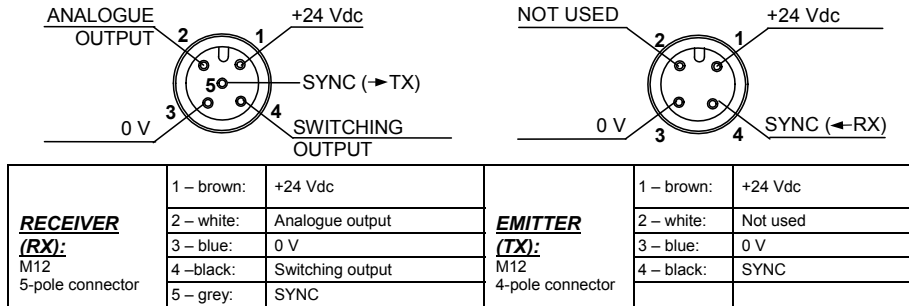 ANALOGUE
OUTPUT
2
1
+24 Vdc
5
SYNC (→TX)
3
4
0 V
SWITCHING
OUTPUT
NOT USED
2
1
+24 Vdc
0 V
3
4
SYNC (←RX)
RECEIVER
(RX):
M12
5-pole connector
1 – brown: +24 Vdc
2 – white: Analogue output
3 – blue: 0 V
4 –black: Switching output
5 – grey: SYNC
EMITTER
(TX):
M12
4-pole connector
1 – brown: +24 Vdc
2 – white: Not used
3 – blue: 0 V
4 – black: SYNC